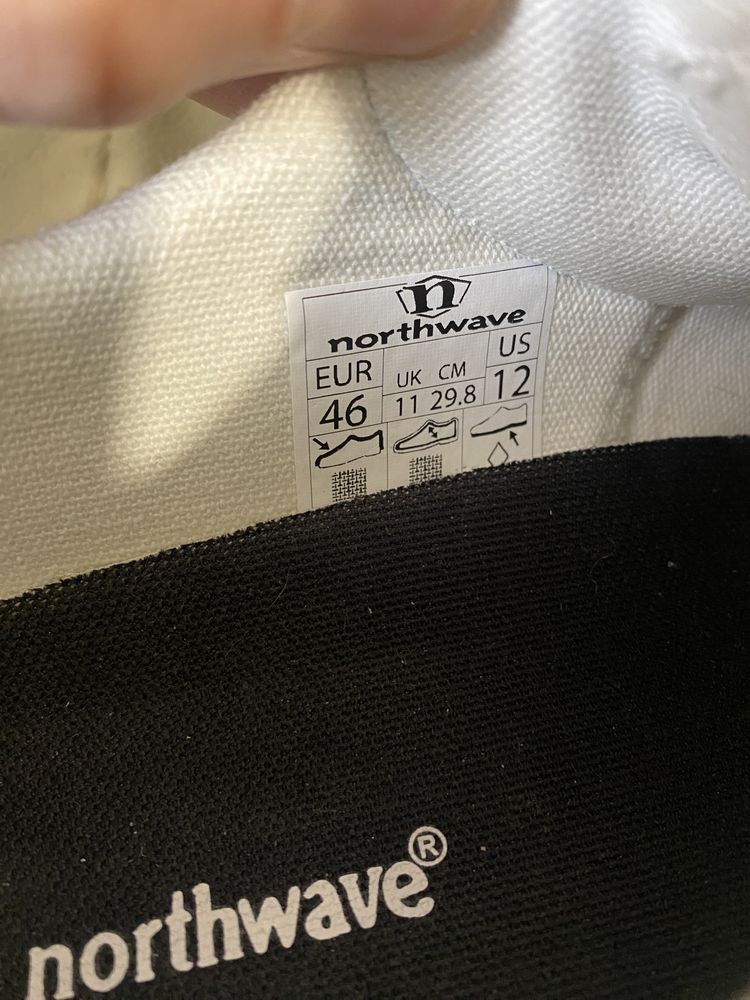 n
northwave
EUR UK CM US
46 11 29.8 12
northwave®